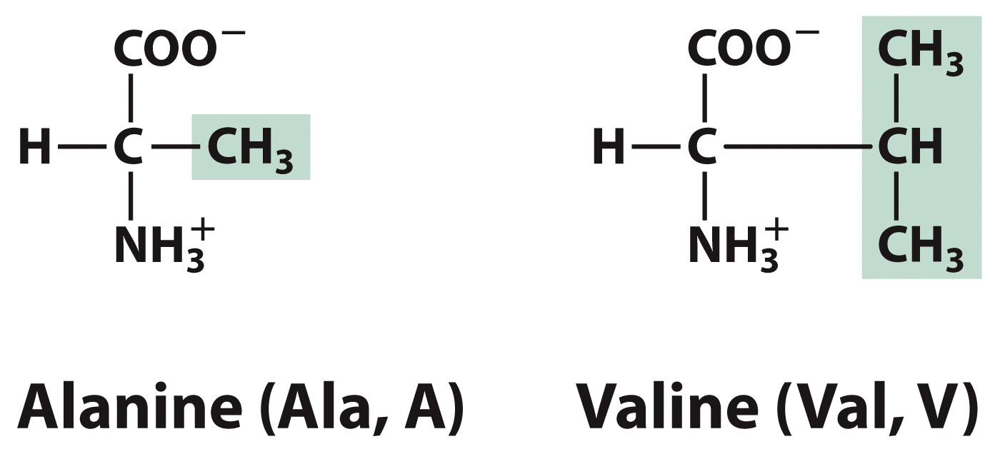 COO⁻ COO⁻ CH₃
H—C—CH₃ H—C—CH
NH₃⁺ NH₃⁺ CH₃
Alanine (Ala, A) Valine (Val, V)